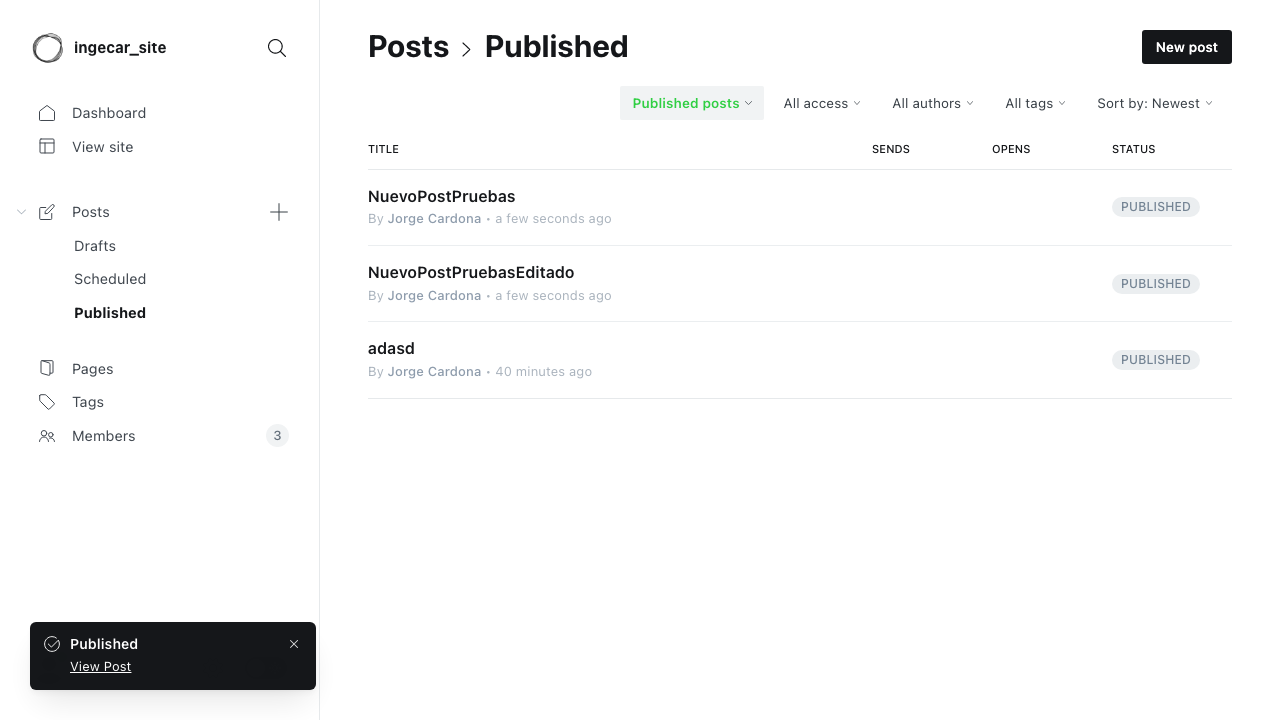 ingecar_site
Dashboard
View site
Posts
Drafts
Scheduled
Published
Pages
Tags
Members 3
Published
View Post
Posts > Published
New post
Published posts All access All authors All tags Sort by: Newest
TITLE SENDS OPENS STATUS
NuevoPostPruebas
By Jorge Cardona • a few seconds ago
PUBLISHED
NuevoPostPruebasEditado
By Jorge Cardona • a few seconds ago
PUBLISHED
adasd
By Jorge Cardona • 40 minutes ago
PUBLISHED